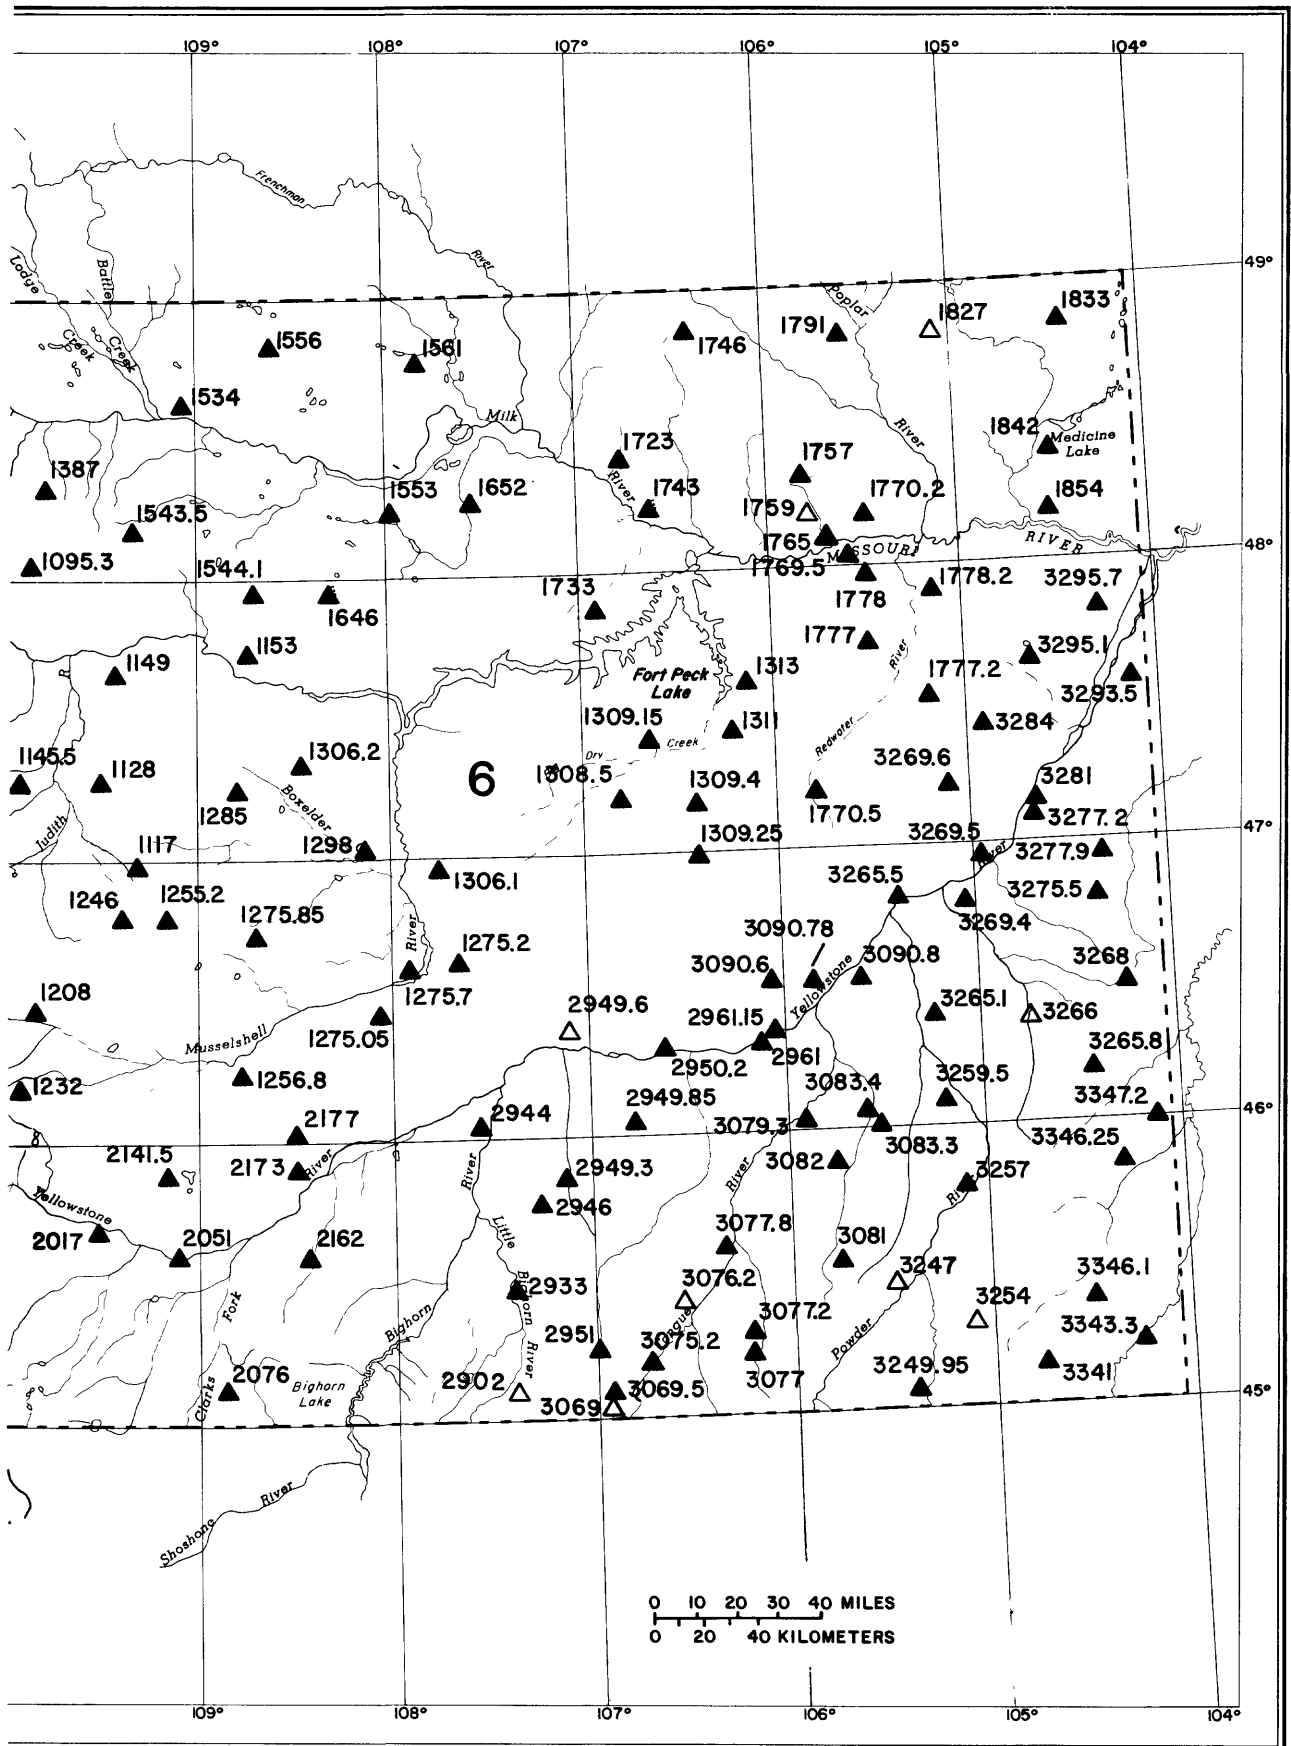 109°
108°
107°
106°
105°
104°
Frenchman
River
Lodge
Creek
Battle
Creek
49°
1833
Poplar
1827
1791
1746
1556
1561
1534
Milk
River
1842
Medicine
Lake
1723
River
1757
1387
1553
1652
1743
1770.2
1854
1759
1543.5
1765
MISSOURI
RIVER
48°
1095.3
1544.1
1769.5
1733
1778
1778.2
3295.7
1646
1777
River
1153
3295.1
1149
1313
1777.2
Fort Peck
Lake
3293.5
1309.15
1311
3284
Creek
Dry
Redwater
1145.5
1128
1306.2
6
1308.5
1309.4
3269.6
3281
1285
Boxelder
1770.5
3277.2
Judith
47°
1117
1298
1309.25
3269.5
River
3277.9
1306.1
3265.5
3275.5
1246
1255.2
1275.85
3269.4
River
3090.78
1275.2
3090.6
3090.8
3268
Yellowstone
1208
1275.7
2949.6
3265.1
3266
1275.05
2961.15
Musselshell
2961
3265.8
2950.2
1232
1256.8
3083.4
3259.5
2949.85
3347.2
2177
2944
3079.3
46°
3083.3
3346.25
2141.5
2173
River
River
2949.3
3082
River
3257
River
Yellowstone
2946
2017
2051
2162
Little
3077.8
3081
3247
3346.1
3076.2
2933
Bighorn
3254
Fork
Bighorn
2951
Tongue
3077.2
3343.3
3075.2
Powder
River
3077
3249.95
3341
2076
Bighorn
Lake
2902
3069.5
45°
Clarks
3069
River
Shoshone
0 10 20 30 40 MILES
0 20 40 KILOMETERS
109°
108°
107°
106°
105°
104°